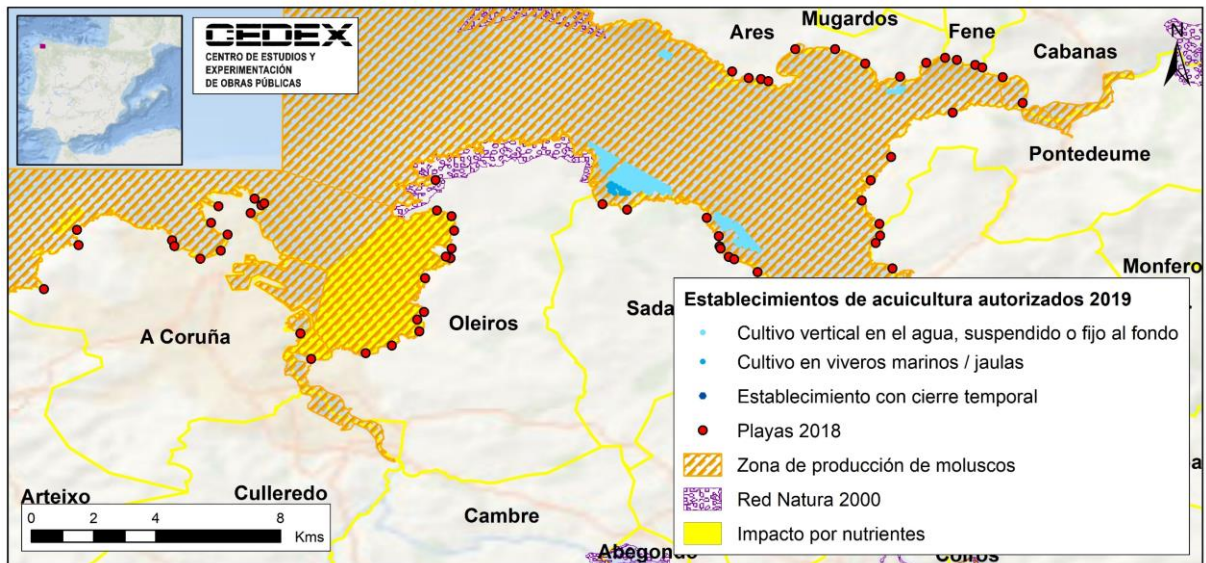 CEDEX
CENTRO DE ESTUDIOS Y
EXPERIMENTACIÓN
DE OBRAS PÚBLICAS
Ares
Mugardos
Fene
Cabanas
N
Pontedeume
Monfero
A Coruña
Oleiros
Sada
Arteixo
Culleredo
Cambre
Abegondo
Coirós
0 2 4 8
Kms
Establecimientos de acuicultura autorizados 2019
Cultivo vertical en el agua, suspendido o fijo al fondo
Cultivo en viveros marinos / jaulas
Establecimiento con cierre temporal
Playas 2018
Zona de producción de moluscos
Red Natura 2000
Impacto por nutrientes